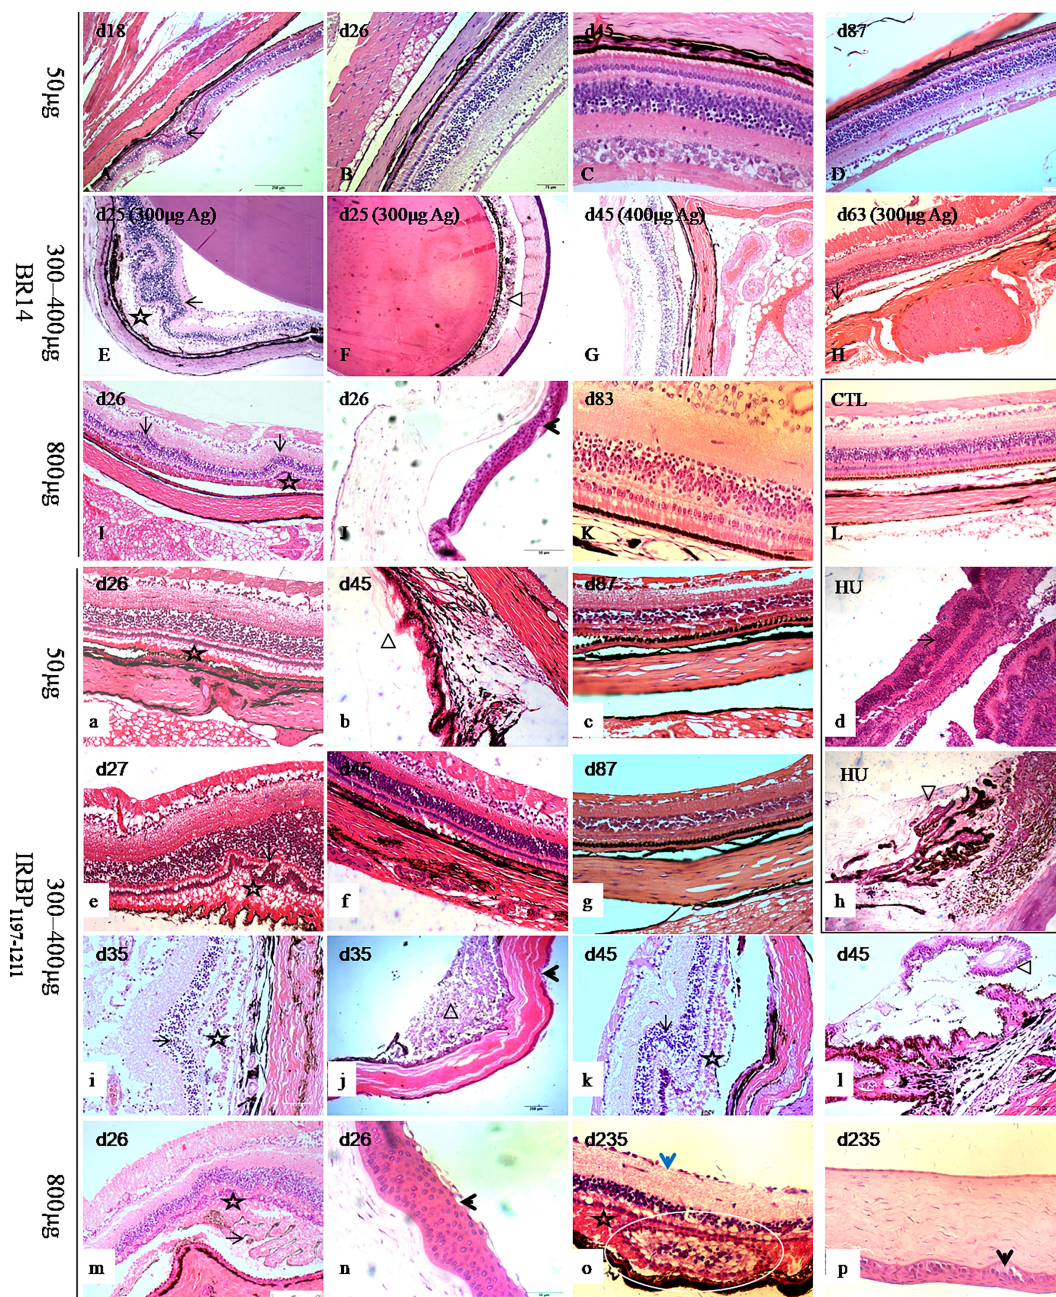 50µg
d18
A
d26
B
d45
C
d87
D
BR14
300–400µg
d25 (300µg Ag)
E
d25 (300µg Ag)
F
d45 (400µg Ag)
G
d63 (300µg Ag)
H
80µg
d26
I
d26
J
d83
K
CTL
L
50µg
d26
a
d45
b
d87
c
HU
d
IRBP1197-1211
300–400µg
d27
e
d45
f
d87
g
HU
h
d35
i
d35
j
d45
k
d45
l
800µg
d26
m
d26
n
d235
o
d235
p